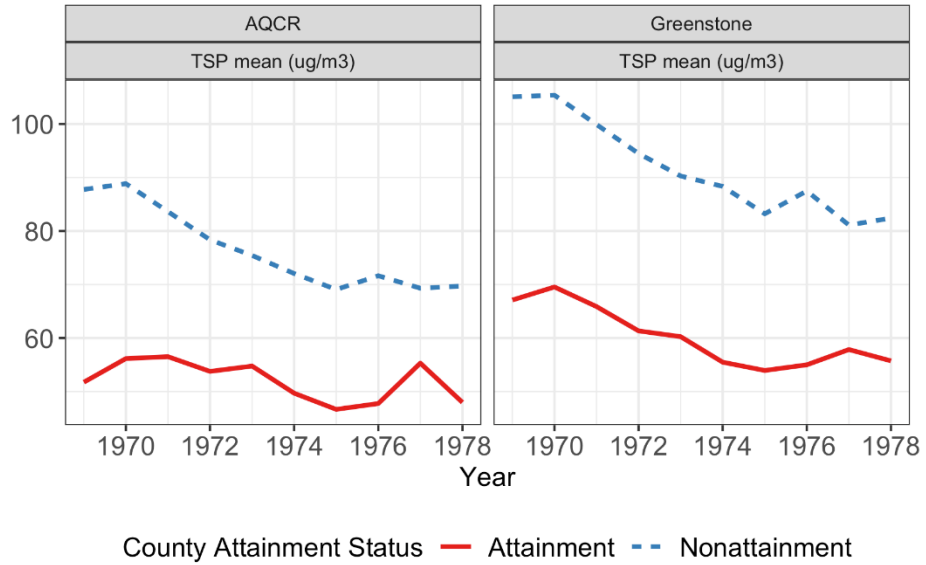 AQCR
Greenstone
TSP mean (ug/m3)
TSP mean (ug/m3)
100
80
60
1970 1972 1974 1976 1978
1970 1972 1974 1976 1978
Year
County Attainment Status Attainment Nonattainment